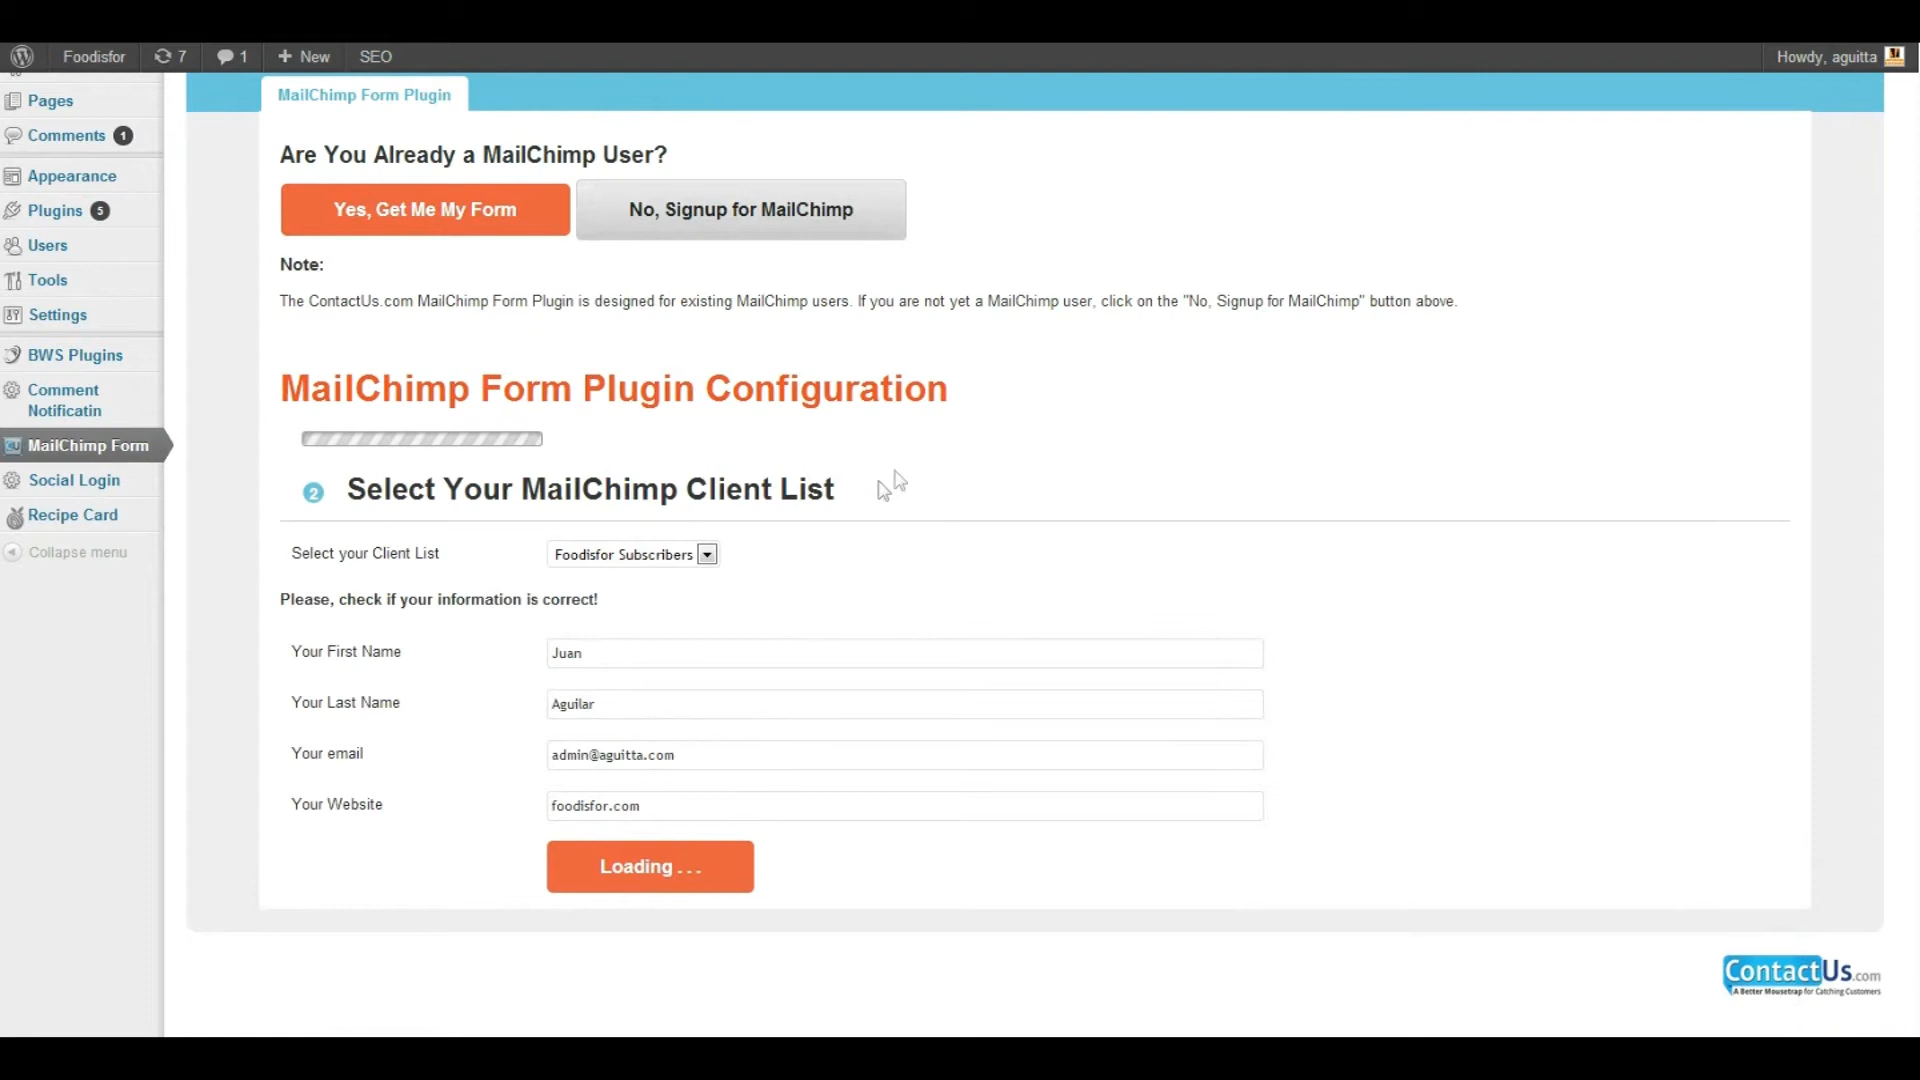 Foodisfor 7 1 + New SEO Howdy, aguitta
Pages
Comments 1
Appearance
Plugins 5
Users
Tools
Settings
BWS Plugins
Comment
Notificatin
MailChimp Form
Social Login
Recipe Card
Collapse menu
MailChimp Form Plugin
Are You Already a MailChimp User?
Yes, Get Me My Form No, Signup for MailChimp
Note:
The ContactUs.com MailChimp Form Plugin is designed for existing MailChimp users. If you are not yet a MailChimp user, click on the "No, Signup for MailChimp" button above.
MailChimp Form Plugin Configuration
2 Select Your MailChimp Client List
Select your Client List Foodisfor Subscribers
Please, check if your information is correct!
Your First Name Juan
Your Last Name Aguilar
Your email admin@aguitta.com
Your Website foodisfor.com
Loading . . .
ContactUs.com
A Better Mousetrap for Catching Customers